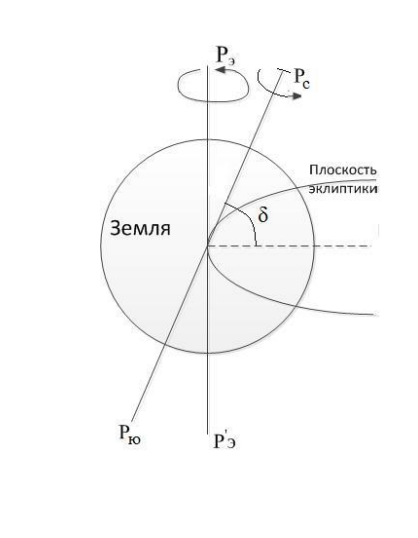 Pэ
Pс
Плоскость
эклиптики
δ
Земля
Pю
P'э